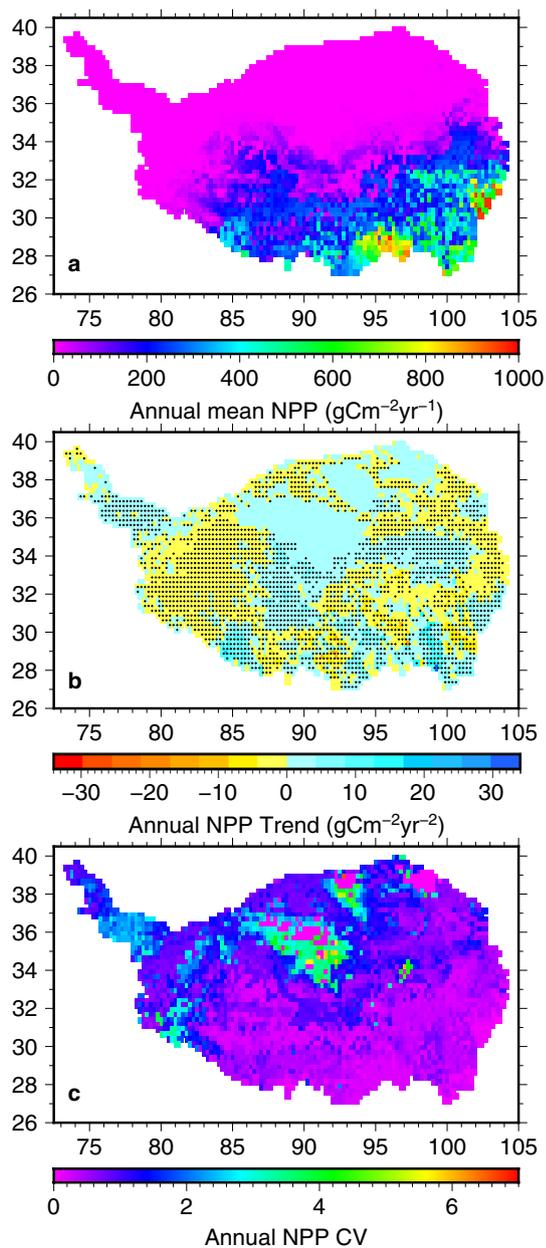 40
38
36
34
32
30
28
26
a
75 80 85 90 95 100 105
0 200 400 600 800 1000
Annual mean NPP (gCm⁻²yr⁻¹)
40
38
36
34
32
30
28
26
b
75 80 85 90 95 100 105
−30 −20 −10 0 10 20 30
Annual NPP Trend (gCm⁻²yr⁻²)
40
38
36
34
32
30
28
26
c
75 80 85 90 95 100 105
0 2 4 6
Annual NPP CV